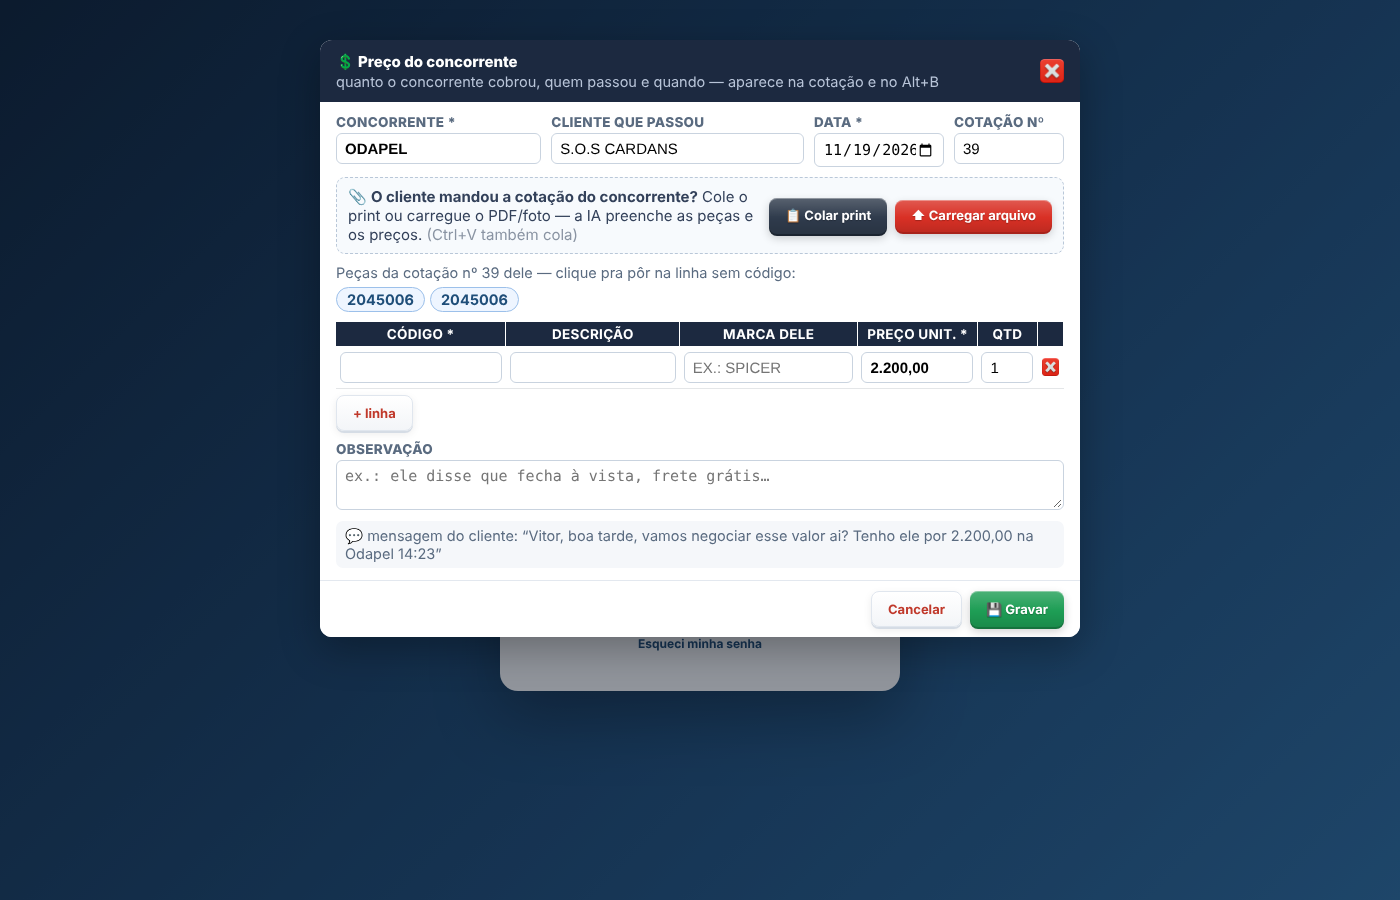 💲 Preço do concorrente
quanto o concorrente cobrou, quem passou e quando — aparece na cotação e no Alt+B
CONCORRENTE * CLIENTE QUE PASSOU DATA * COTAÇÃO Nº
ODAPEL S.O.S CARDANS 11/19/2026 39
📎 O cliente mandou a cotação do concorrente? Cole o
print ou carregue o PDF/foto — a IA preenche as peças e
os preços. (Ctrl+V também cola)
📋 Colar print ⬆ Carregar arquivo
Peças da cotação nº 39 dele — clique pra pôr na linha sem código:
2045006 2045006
CÓDIGO * DESCRIÇÃO MARCA DELE PREÇO UNIT. * QTD
EX.: SPICER 2.200,00 1
+ linha
OBSERVAÇÃO
ex.: ele disse que fecha à vista, frete grátis…
💬 mensagem do cliente: “Vitor, boa tarde, vamos negociar esse valor ai? Tenho ele por 2.200,00 na
Odapel 14:23”
Cancelar 💾 Gravar
Esqueci minha senha